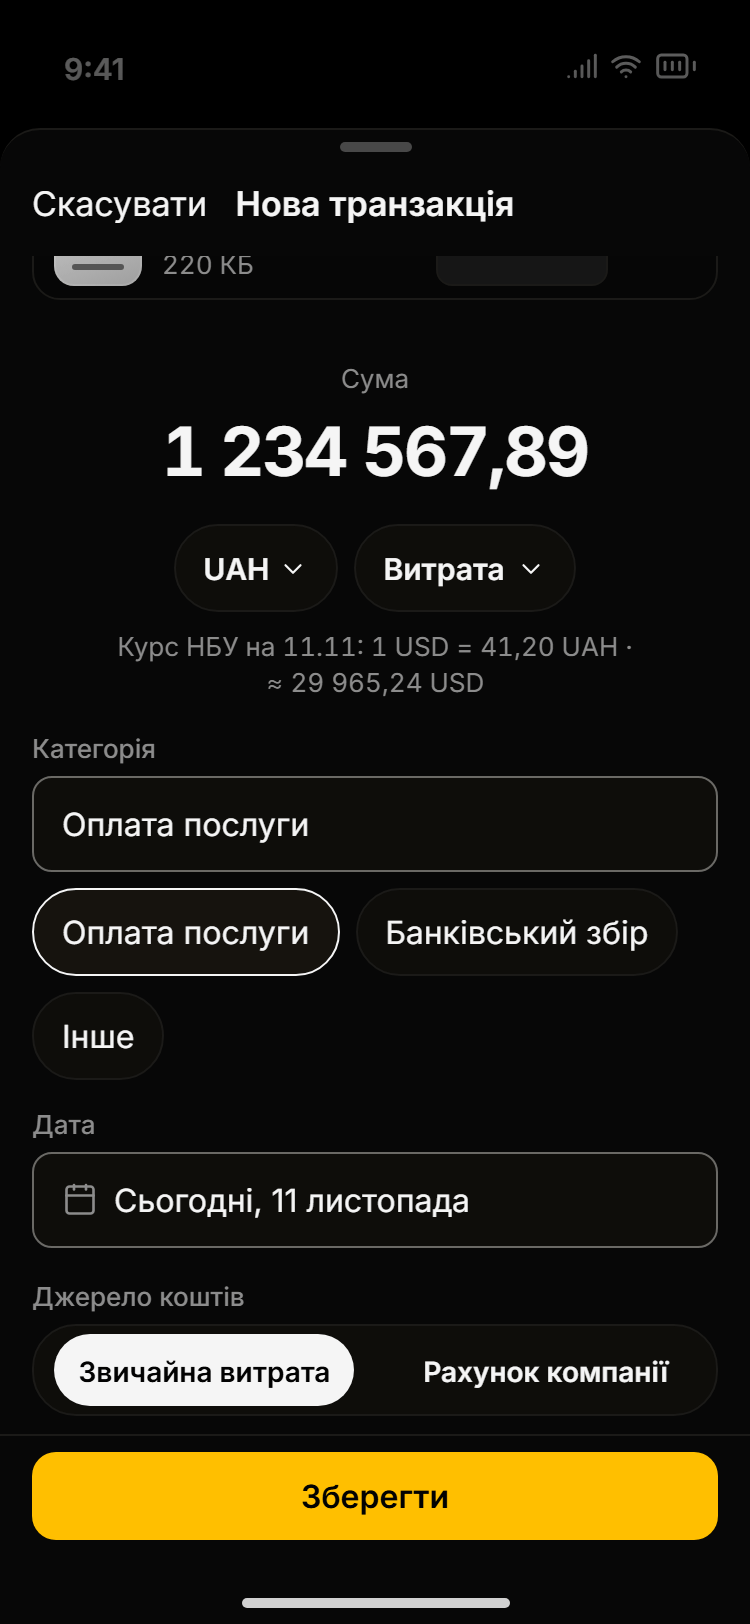 9:41
Скасувати Нова транзакція
220 КБ
Сума
1 234 567,89
UAH Витрата
Курс НБУ на 11.11: 1 USD = 41,20 UAH ·
≈ 29 965,24 USD
Категорія
Оплата послуги
Оплата послуги Банківський збір
Інше
Дата
Сьогодні, 11 листопада
Джерело коштів
Звичайна витрата Рахунок компанії
Зберегти